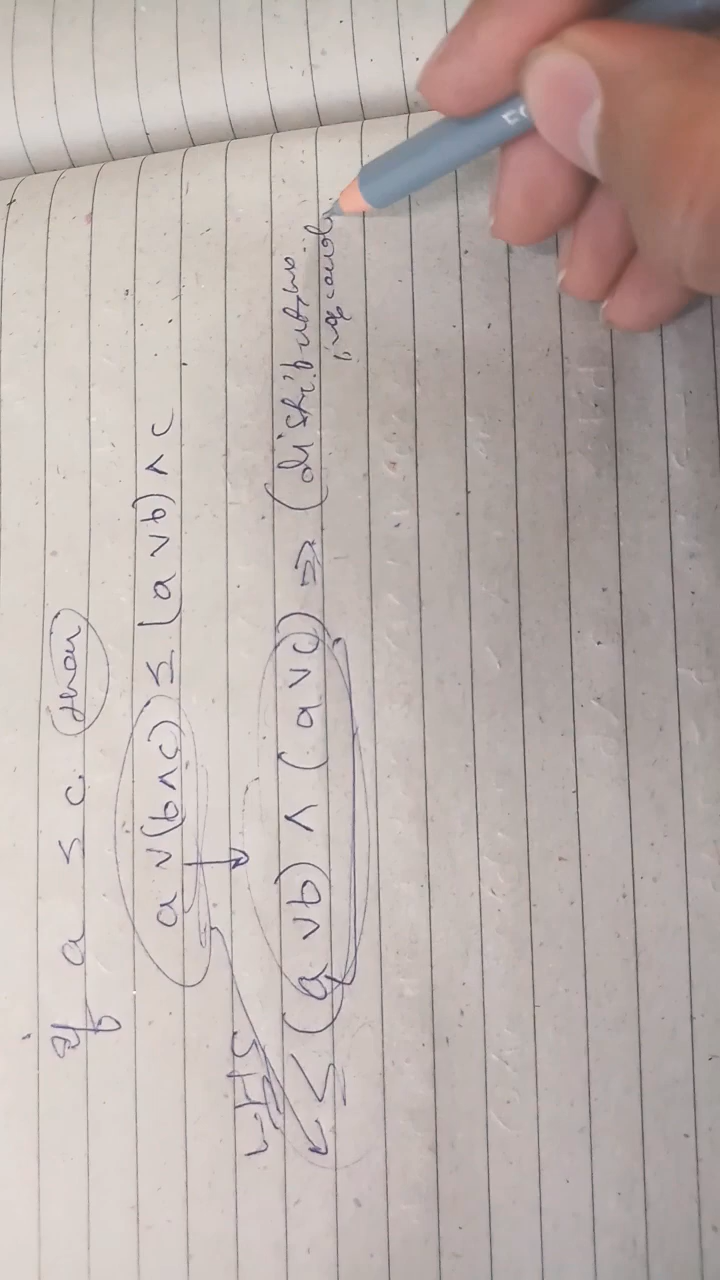 If a ≤ c. then
a ∨ (b ∧ c) ≤ (a ∨ b) ∧ c
LHS
≤ (a ∨ b) ∧ (a ∨ c) ⇒ (distributive